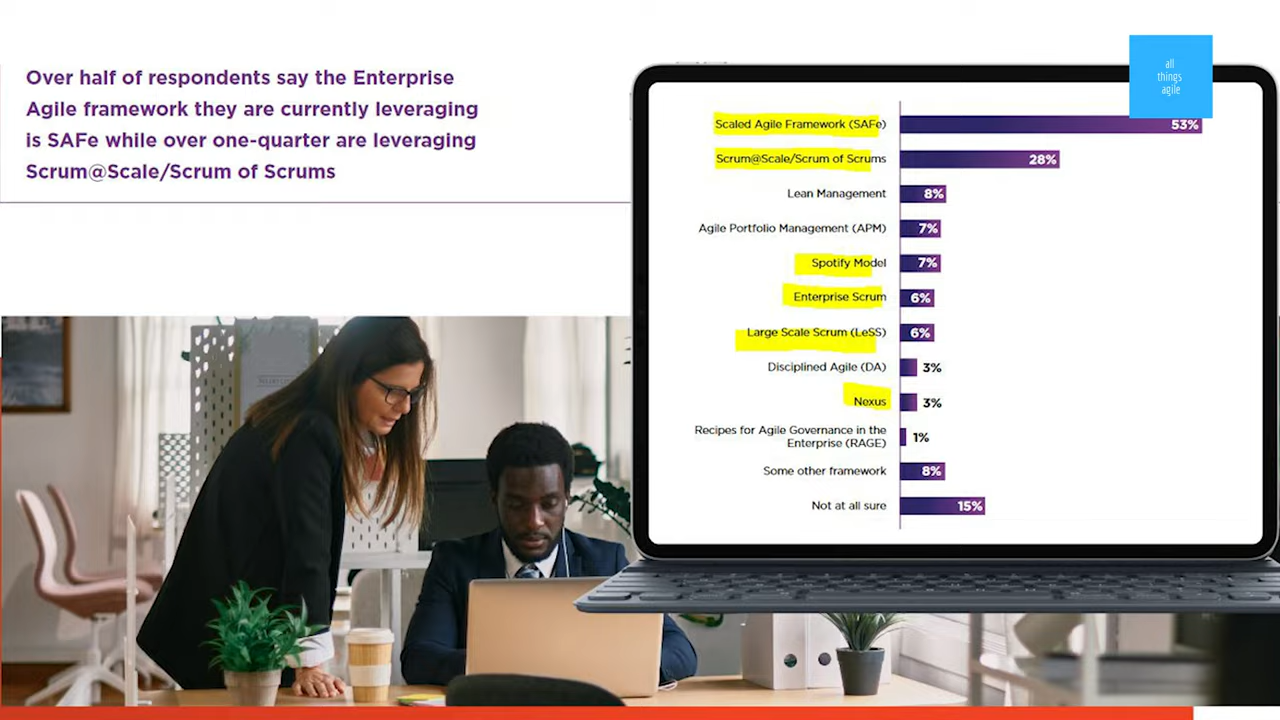 Over half of respondents say the Enterprise
Agile framework they are currently leveraging
is SAFe while over one-quarter are leveraging
Scrum@Scale/Scrum of Scrums
all
things
agile
Scaled Agile Framework (SAFe) 53%
Scrum@Scale/Scrum of Scrums 28%
Lean Management 8%
Agile Portfolio Management (APM) 7%
Spotify Model 7%
Enterprise Scrum 6%
Large Scale Scrum (LeSS) 6%
Disciplined Agile (DA) 3%
Nexus 3%
Recipes for Agile Governance in the
Enterprise (RAGE) 1%
Some other framework 8%
Not at all sure 15%